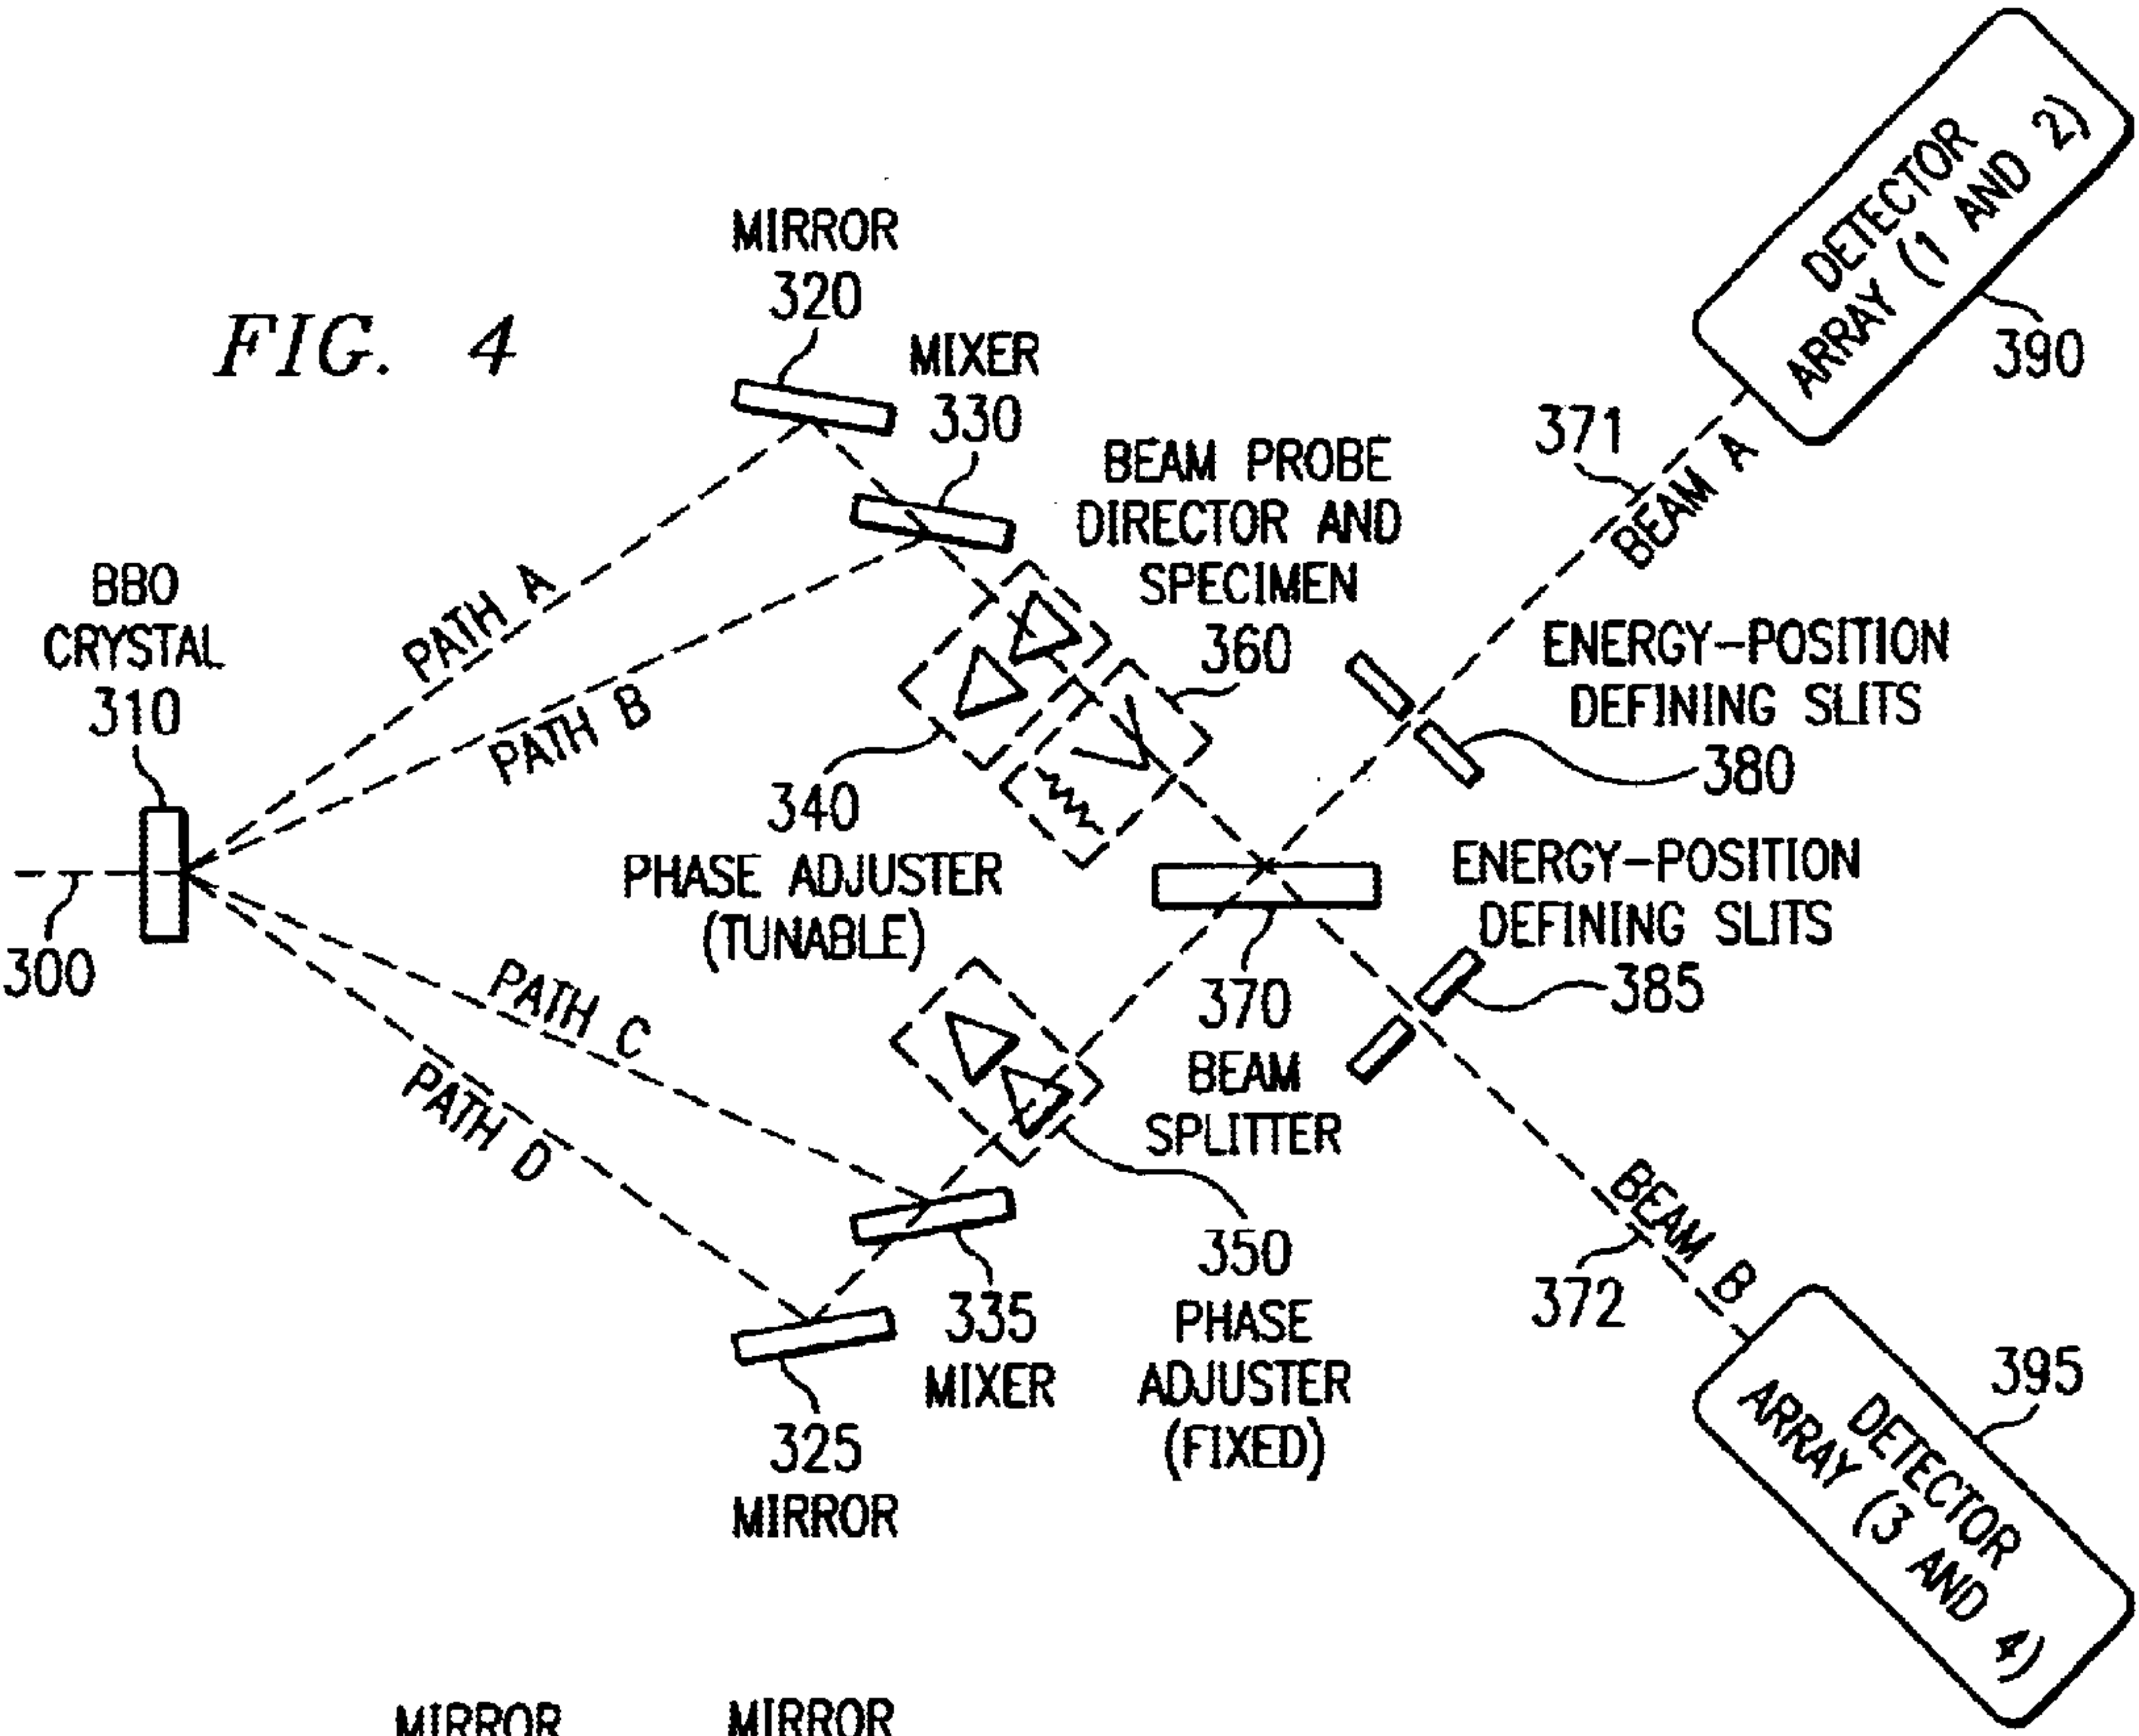 FIG. 4
MIRROR
320
MIXER
330
BEAM PROBE
DIRECTOR AND
SPECIMEN
360
DETECTOR
ARRAY (1 AND 2)
390
371
BEAM A
ENERGY-POSITION
DEFINING SLITS
380
BBO
CRYSTAL
310
300
PATH A
PATH B
340
PHASE ADJUSTER
(TUNABLE)
PATH C
PATH D
370
BEAM
SPLITTER
ENERGY-POSITION
DEFINING SLITS
385
350
PHASE
ADJUSTER
(FIXED)
335
MIXER
325
MIRROR
BEAM B
372
395
DETECTOR
ARRAY (3 AND 4)
MIRROR MIRROR